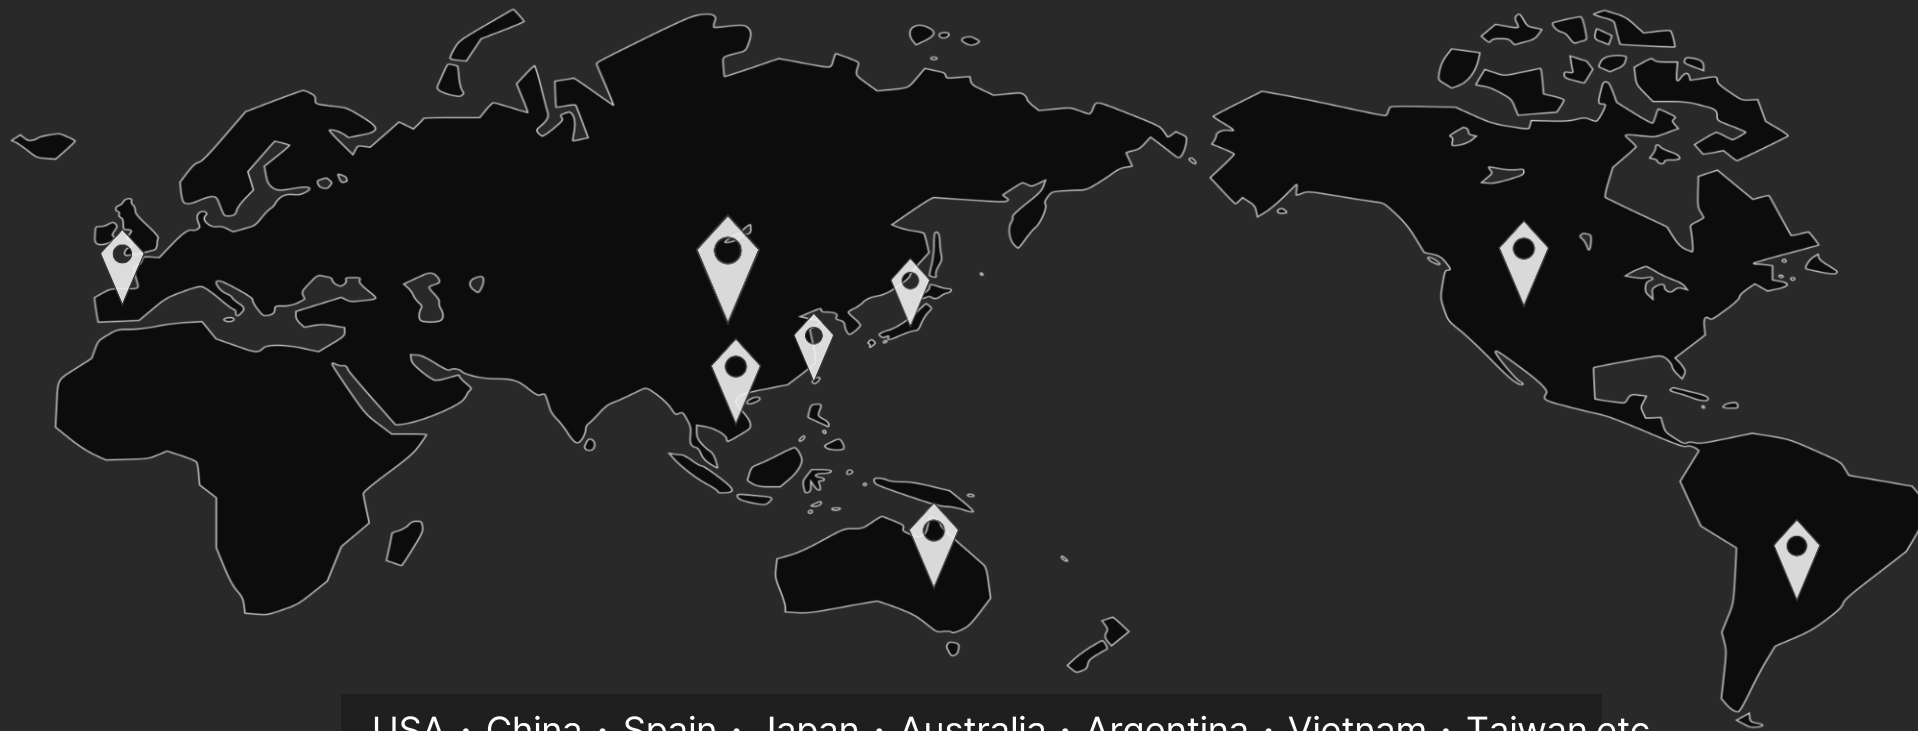 USA · China · Spain · Japan · Australia · Argentina · Vietnam · Taiwan etc